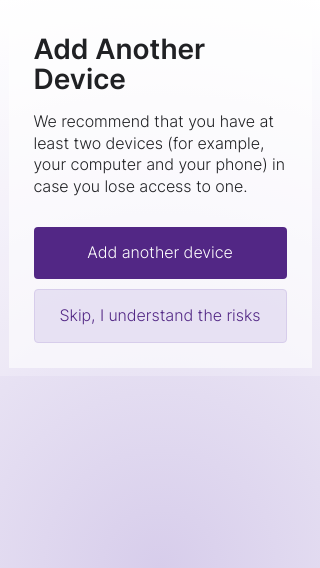 Add Another
Device
We recommend that you have at
least two devices (for example,
your computer and your phone) in
case you lose access to one.
Add another device
Skip, I understand the risks